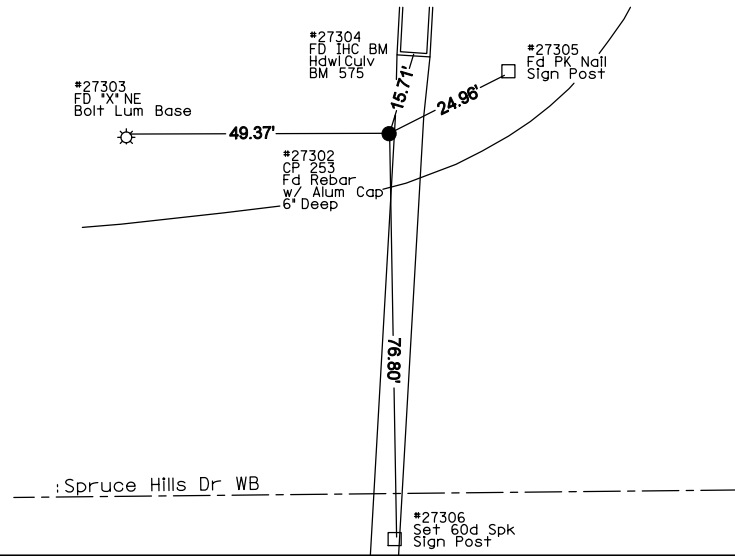 #27304
FD IHC BM
Hdwl Culv
BM 575
#27305
Fd PK Nail
Sign Post
#27303
FD "X" NE
Bolt Lum Base
15.71'
24.96'
49.37'
#27302
CP 253
Fd Rebar
w/ Alum Cap
6" Deep
76.80'
Spruce Hills Dr WB
#27306
Set 60d Spk
Sign Post